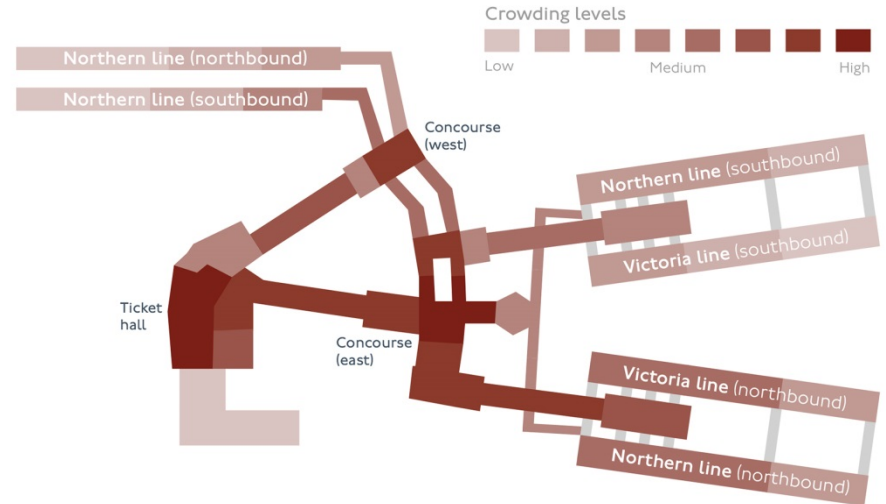 Crowding levels
Low
Medium
High
Northern line (northbound)
Northern line (southbound)
Concourse
(west)
Northern line (southbound)
Victoria line (southbound)
Ticket
hall
Concourse
(east)
Victoria line (northbound)
Northern line (northbound)